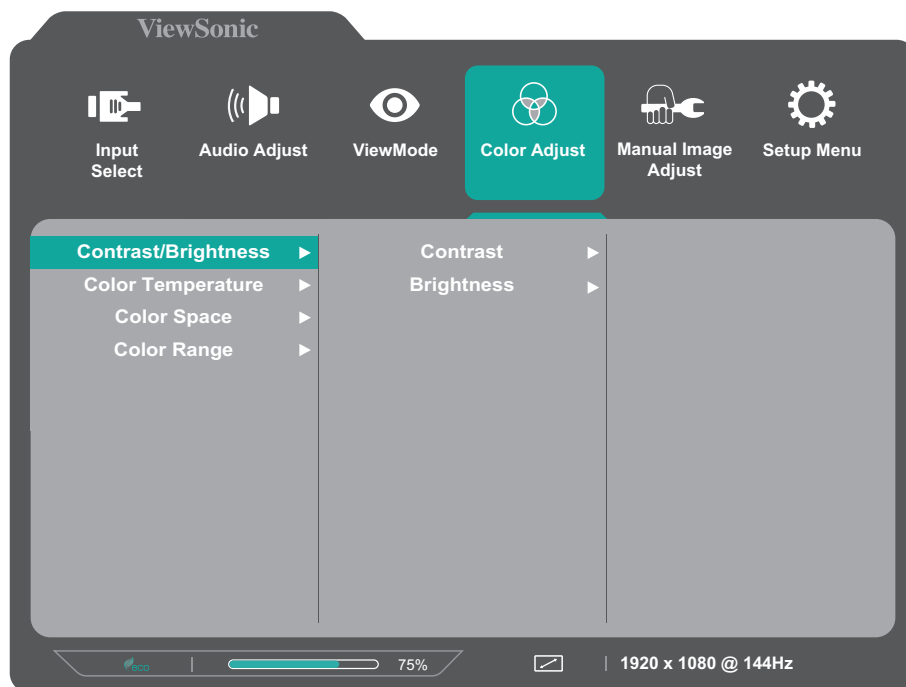 ViewSonic
Input
Select
Audio Adjust
ViewMode
Color Adjust
Manual Image
Adjust
Setup Menu
Contrast/Brightness
Color Temperature
Color Space
Color Range
Contrast
Brightness
eco
75%
1920 x 1080 @ 144Hz